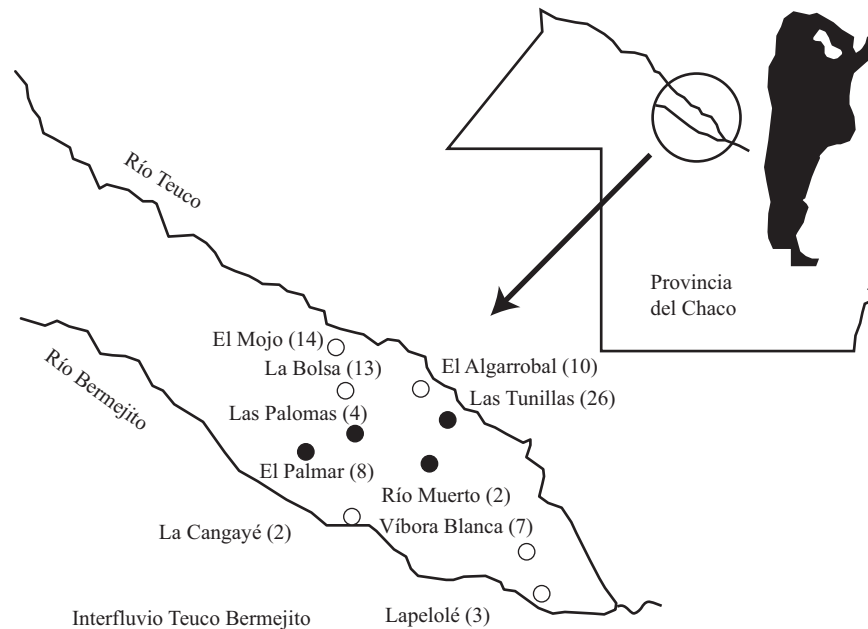 Río Teuco
Provincia
del Chaco
El Mojo (14)
La Bolsa (13)
El Algarrobal (10)
Río Bermejito
Las Tunillas (26)
Las Palomas (4)
El Palmar (8)
Río Muerto (2)
La Cangayé (2)
Víbora Blanca (7)
Interfluvio Teuco Bermejito
Lapelolé (3)